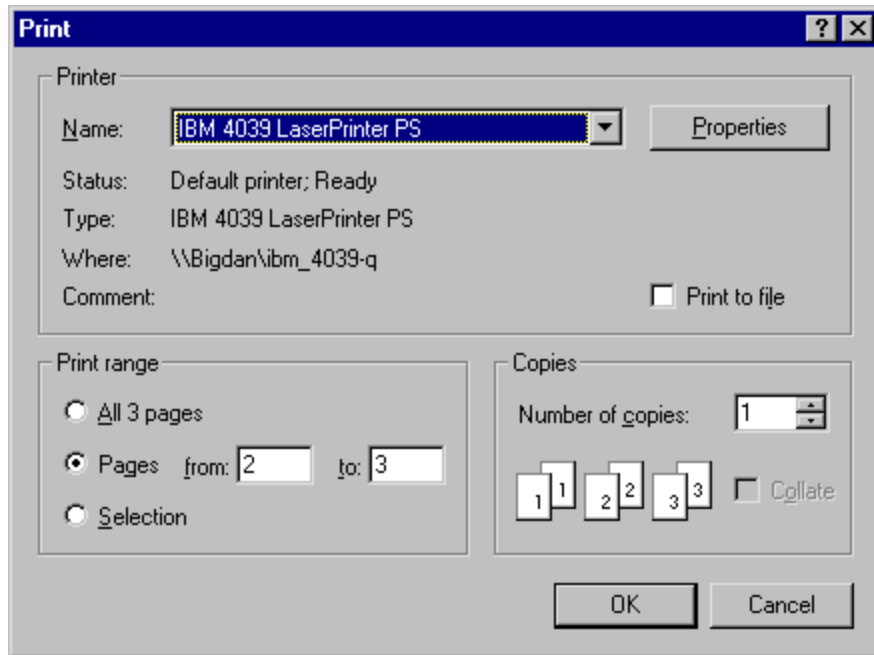 Print
Printer
Name: IBM 4039 LaserPrinter PS Properties
Status: Default printer; Ready
Type: IBM 4039 LaserPrinter PS
Where: \\Bigdan\ibm_4039-q
Comment: Print to file
Print range
All 3 pages
Pages from: 2 to: 3
Selection
Copies
Number of copies: 1
1 1 2 2 3 3 Collate
OK Cancel